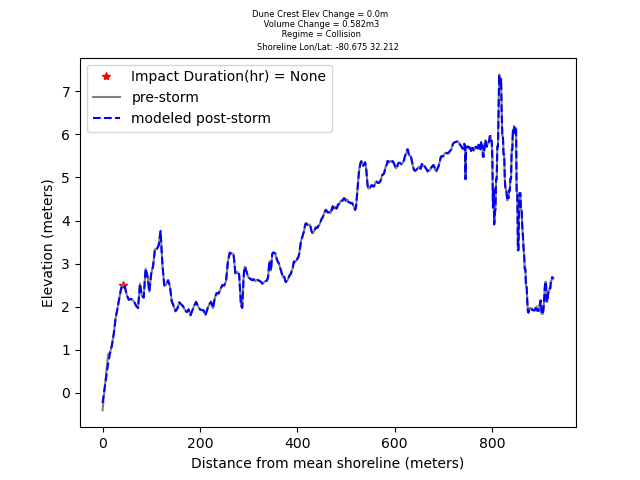 Dune Crest Elev Change = 0.0m
Volume Change = 0.582m3
Regime = Collision
Shoreline Lon/Lat: -80.675 32.212
Impact Duration(hr) = None
pre-storm
modeled post-storm
Elevation (meters)
7
6
5
4
3
2
1
0
0 200 400 600 800
Distance from mean shoreline (meters)